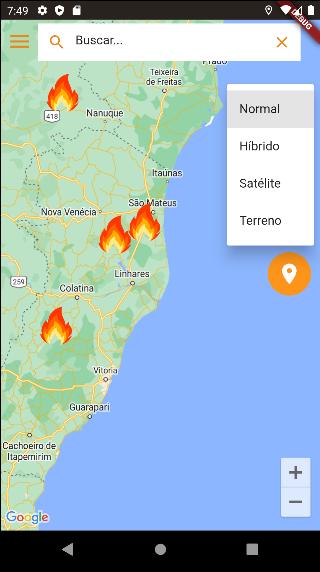 7:49
DEBUG
Buscar...
Prado
Teixeira
de Freitas
418
Nanuque
Itaúnas
São Mateus
Nova Venécia
Linhares
259
Colatina
Vitória
Guarapari
Cachoeiro de
Itapemirim
Normal
Híbrido
Satélite
Terreno
+
−
Google